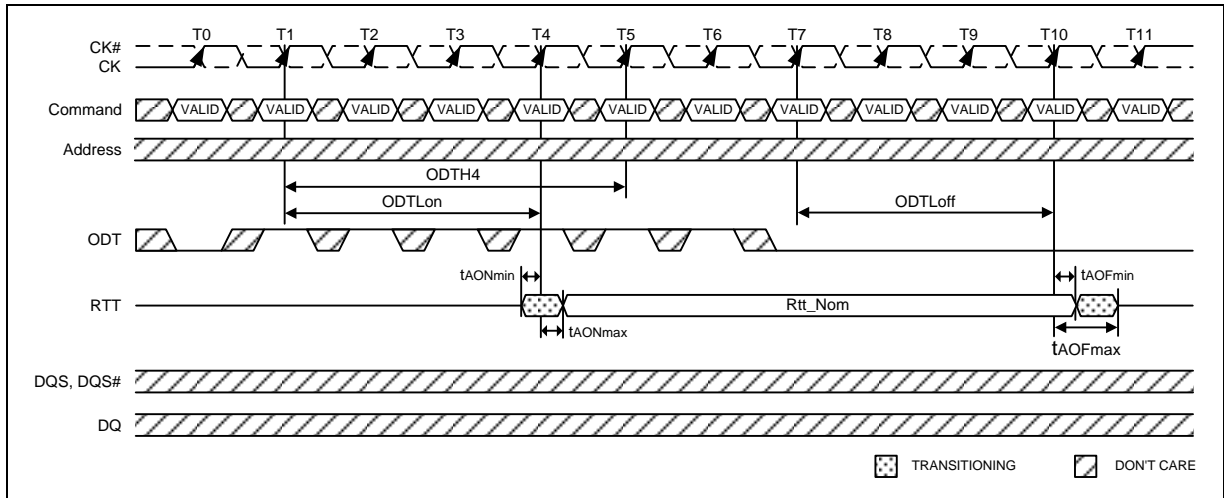 T0 T1 T2 T3 T4 T5 T6 T7 T8 T9 T10 T11
CK#
CK
Command VALID VALID VALID VALID VALID VALID VALID VALID VALID VALID VALID VALID
Address
ODTH4
ODTLon ODTLoff
ODT
tAONmin tAOFmin
RTT Rtt_Nom
tAONmax
tAOFmax
DQS, DQS#
DQ
TRANSITIONING DON'T CARE